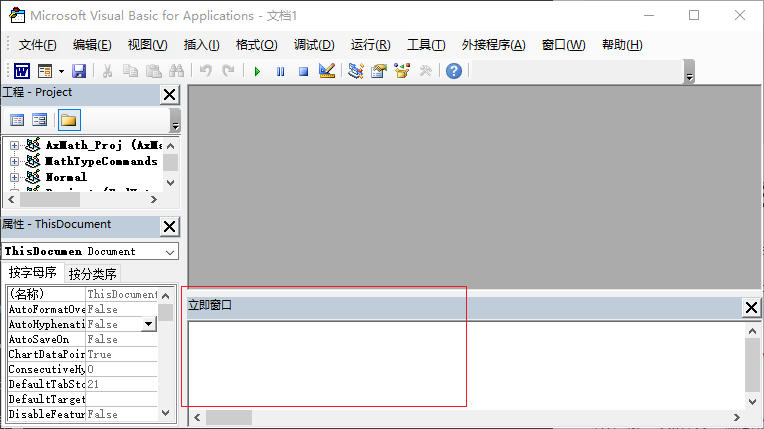 Microsoft Visual Basic for Applications - 文档1
文件(F) 编辑(E) 视图(V) 插入(I) 格式(O) 调试(D) 运行(R) 工具(T) 外接程序(A) 窗口(W) 帮助(H)
工程 - Project
AxMath_Proj (AxMa
MathTypeCommands
Normal
属性 - ThisDocument
ThisDocumen Document
按字母序 按分类序
(名称) ThisDocument
AutoFormatOve False
AutoHyphenati False
AutoSaveOn False
ChartDataPoin True
ConsecutiveHy 0
DefaultTabSto 21
DefaultTarget
DisableFeatur False
立即窗口